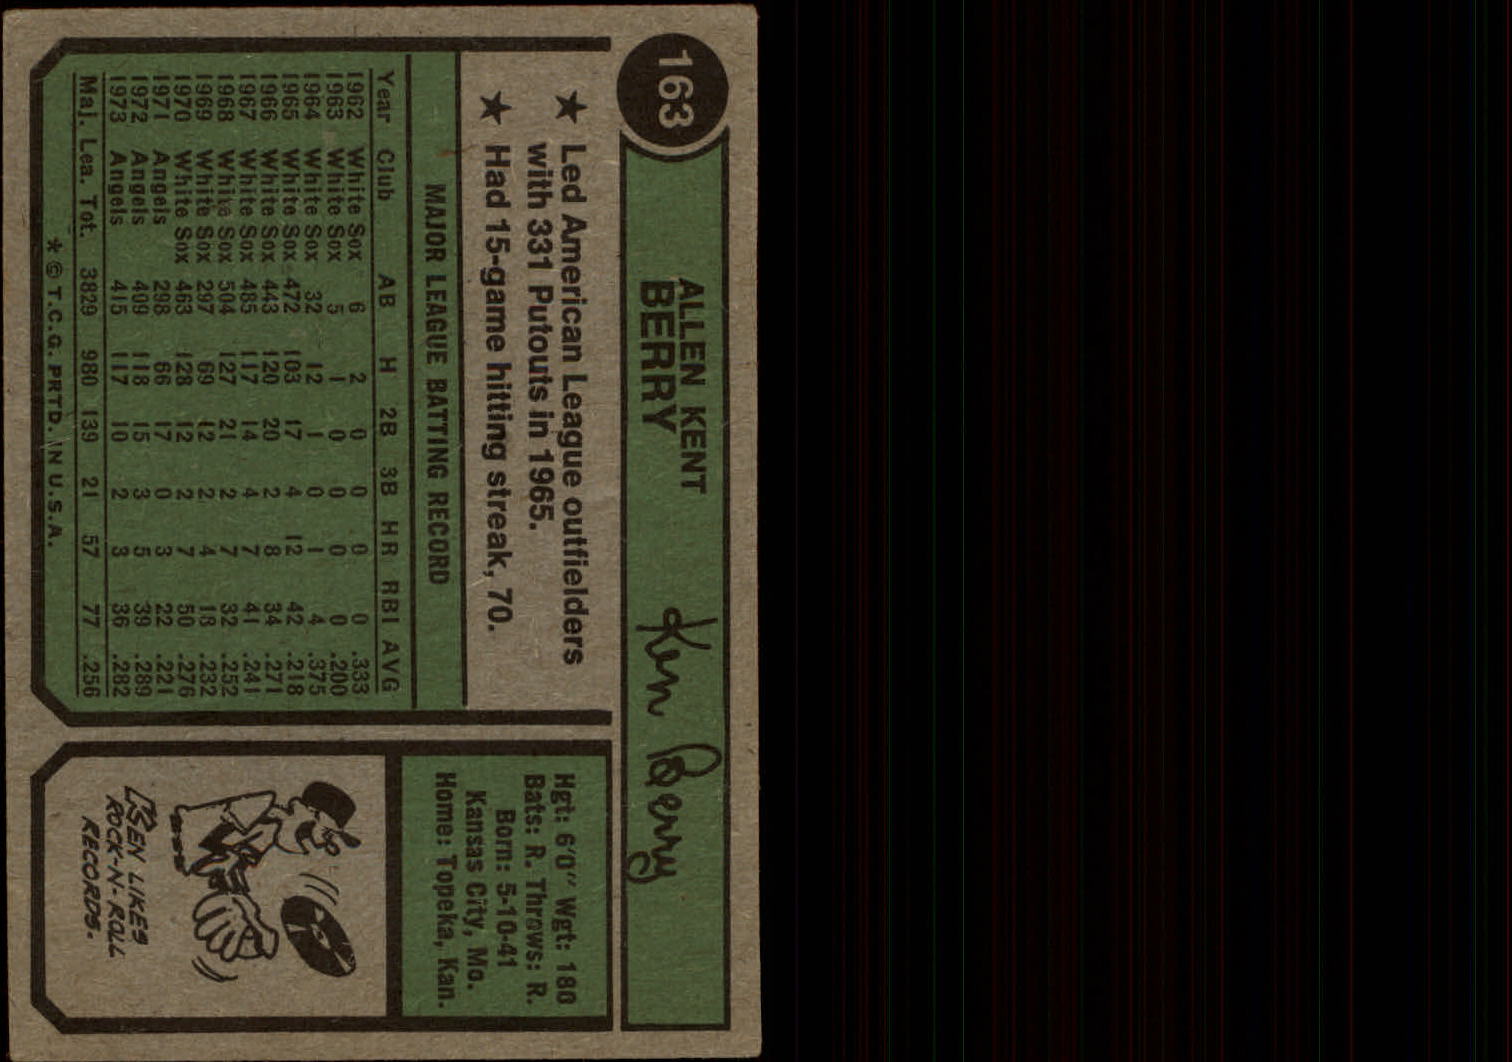 163
ALLEN KENT
BERRY
Ken Berry
★ Led American League outfielders
with 331 Putouts in 1965.
★ Had 15-game hitting streak, 70.
MAJOR LEAGUE BATTING RECORD
Year Club AB H 2B 3B HR RBI AVG
1962 White Sox 6 2 0 0 0 0 .333
1963 White Sox 5 1 0 0 0 0 .200
1964 White Sox 32 12 1 0 1 4 .375
1965 White Sox 472 103 17 4 12 42 .218
1966 White Sox 443 120 20 2 8 34 .271
1967 White Sox 485 117 14 4 7 41 .241
1968 White Sox 504 127 21 2 7 32 .252
1969 White Sox 297 69 12 2 4 18 .232
1970 White Sox 463 128 12 2 7 50 .276
1971 Angels 298 66 17 0 3 22 .221
1972 Angels 409 118 15 3 5 39 .289
1973 Angels 415 117 10 2 3 36 .282
Maj. Lea. Tot. 3829 980 139 21 57 77 .256
* © T.C.G. PRTD. IN U.S.A.
Hgt: 6'0" Wgt: 180
Bats: R. Throws: R.
Born: 5-10-41
Kansas City, Mo.
Home: Topeka, Kan.
KEN LIKES
ROCK-N-ROLL
RECORDS.